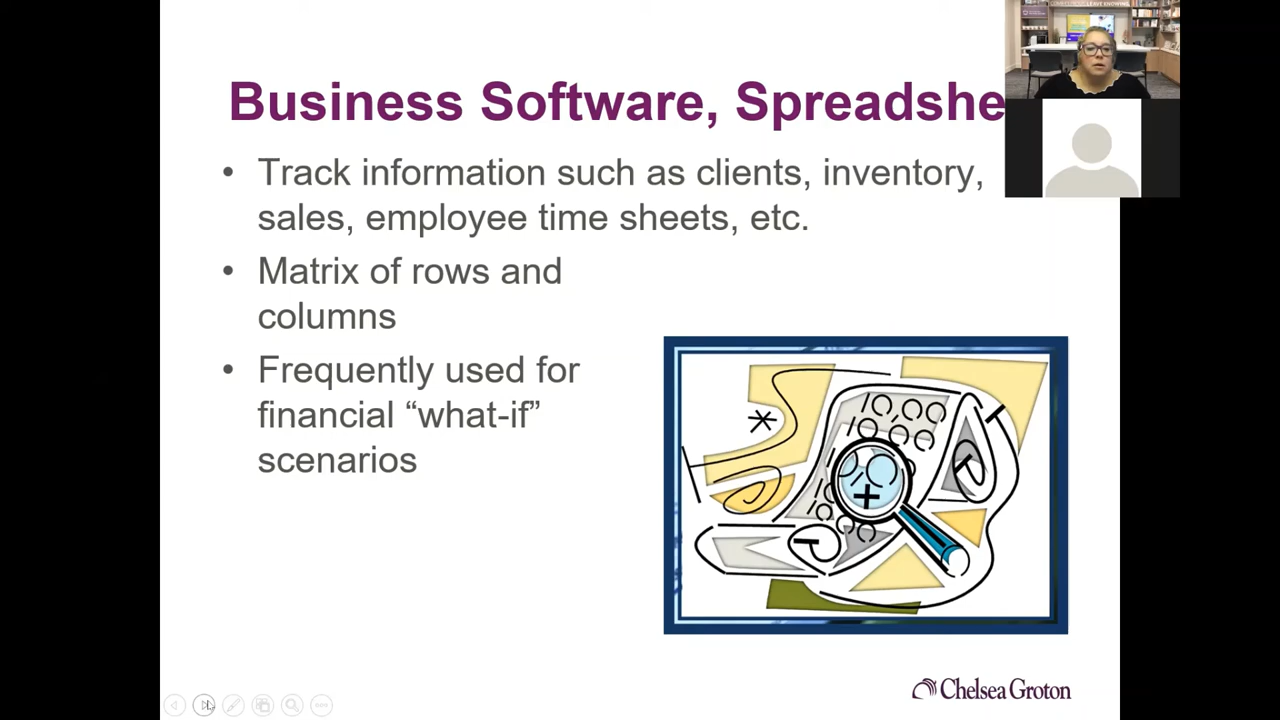 Business Software, Spreadshe
• Track information such as clients, inventory,
sales, employee time sheets, etc.
• Matrix of rows and
columns
• Frequently used for
financial “what-if”
scenarios
Chelsea Groton